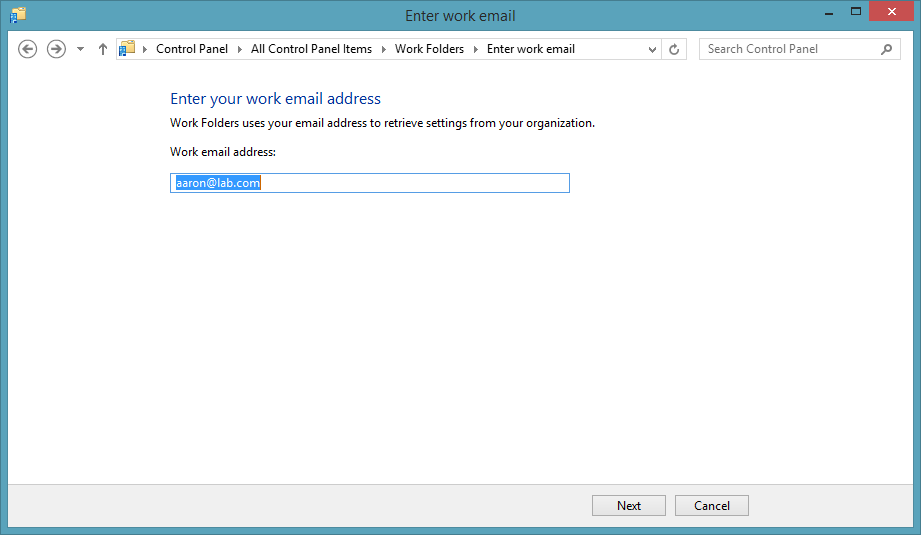 Enter work email
Control Panel All Control Panel Items Work Folders Enter work email Search Control Panel
Enter your work email address
Work Folders uses your email address to retrieve settings from your organization.
Work email address:
aaron@lab.com
Next Cancel